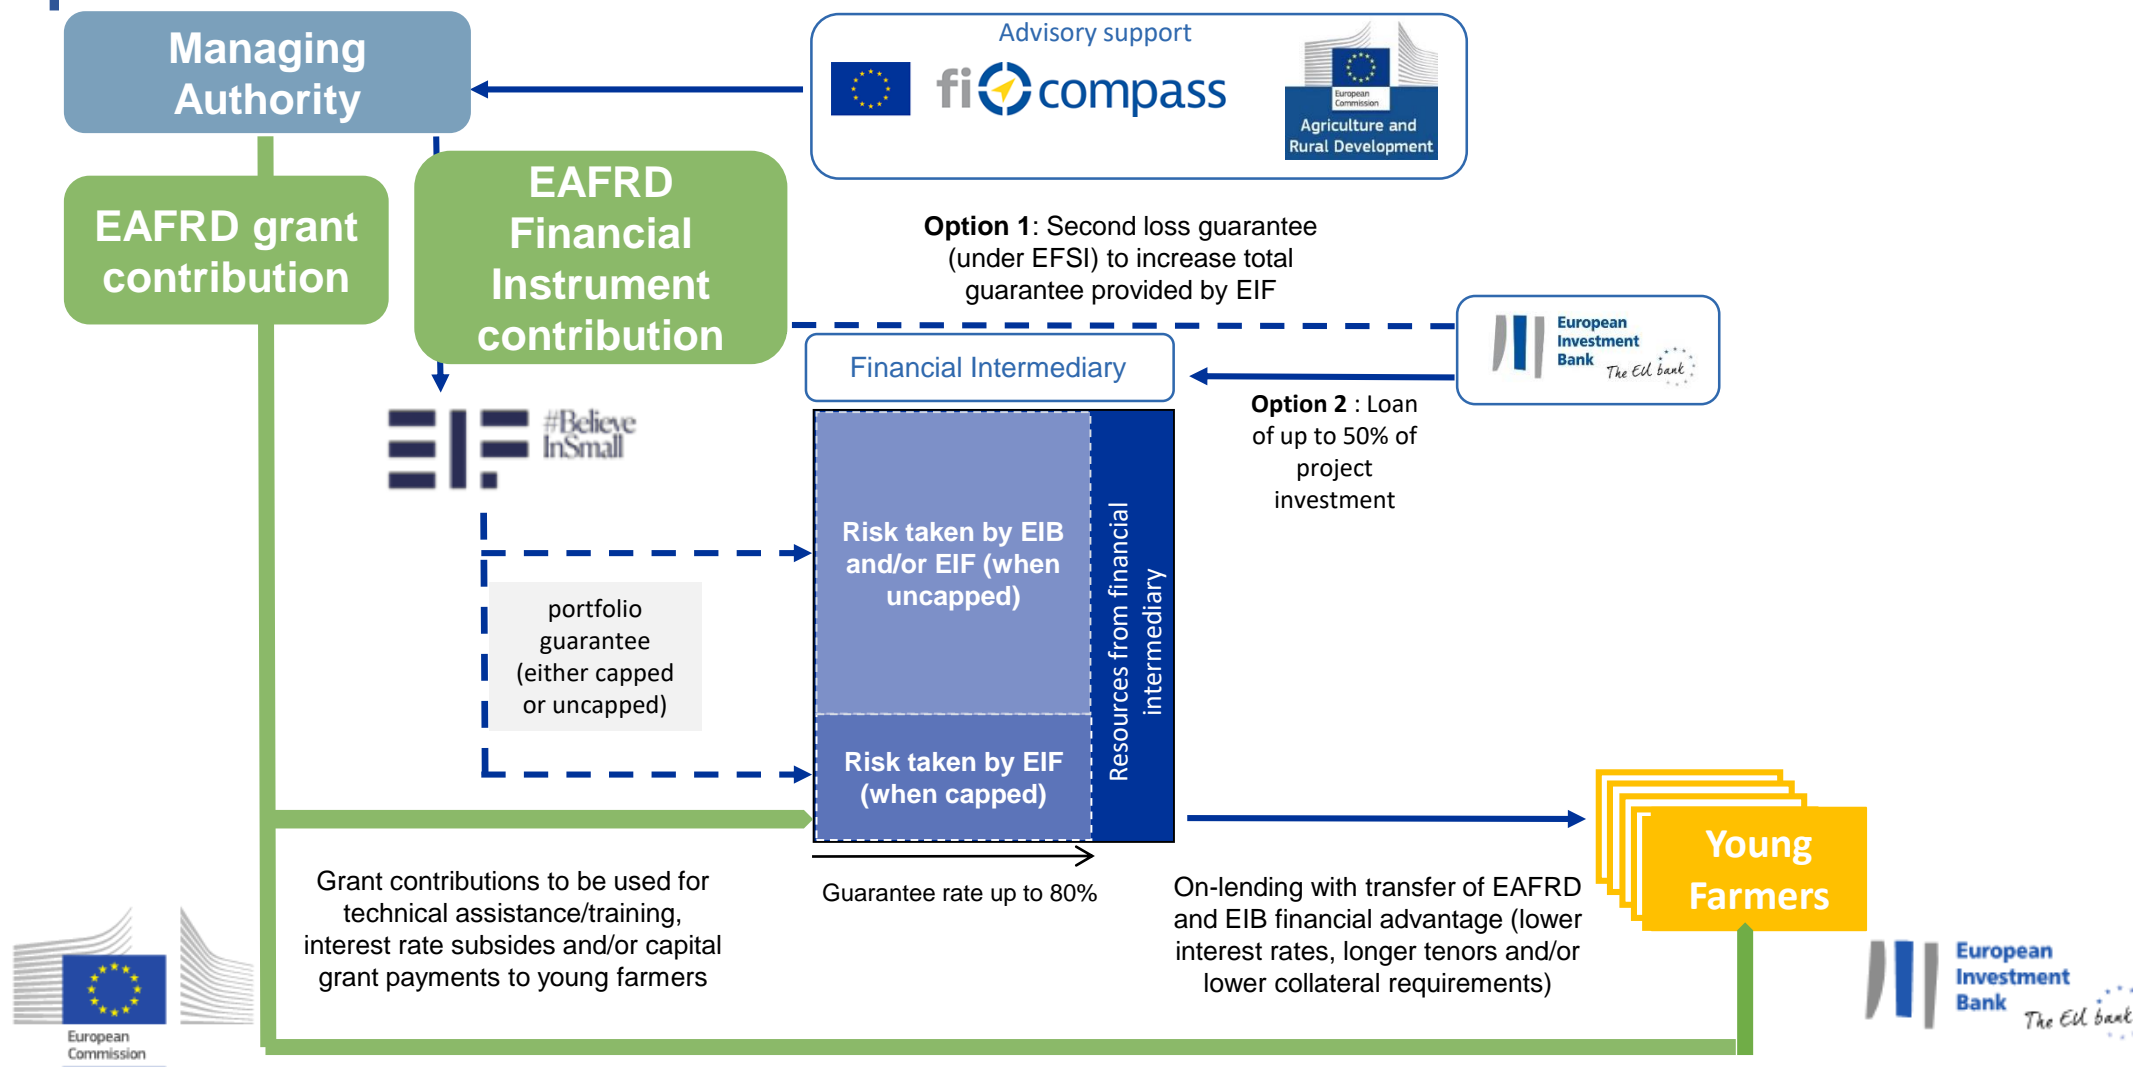 Managing
Authority
Advisory support
fi compass
European
Commission
Agriculture and
Rural Development
EAFRD grant
contribution
EAFRD
Financial
Instrument
contribution
Option 1: Second loss guarantee
(under EFSI) to increase total
guarantee provided by EIF
European
Investment
Bank
The EU bank
Financial Intermediary
Option 2 : Loan
of up to 50% of
project
investment
EIF
#Believe
InSmall
portfolio
guarantee
(either capped
or uncapped)
Risk taken by EIB
and/or EIF (when
uncapped)
Risk taken by EIF
(when capped)
Resources from financial
intermediary
Guarantee rate up to 80%
Young
Farmers
Grant contributions to be used for
technical assistance/training,
interest rate subsides and/or capital
grant payments to young farmers
On-lending with transfer of EAFRD
and EIB financial advantage (lower
interest rates, longer tenors and/or
lower collateral requirements)
European
Commission
European
Investment
Bank
The EU bank